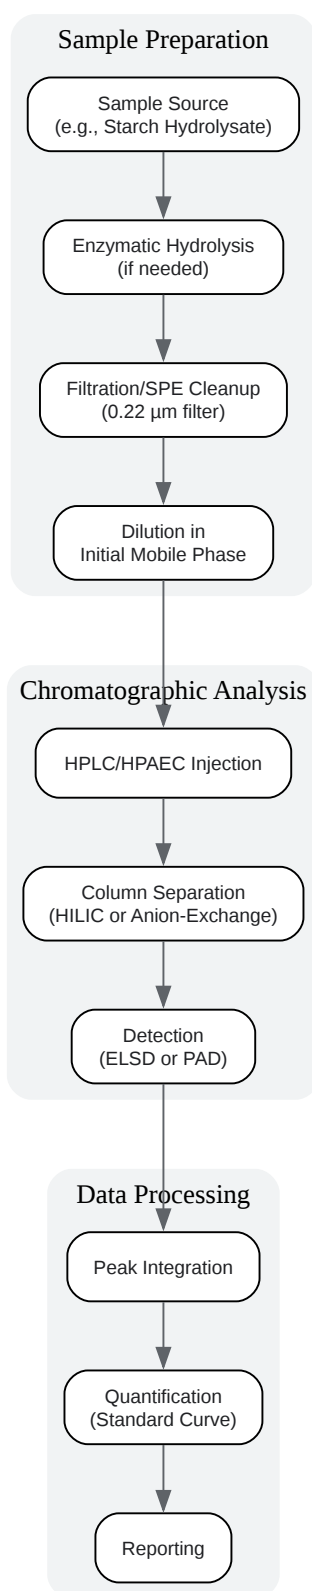 Sample Preparation
Sample Source
(e.g., Starch Hydrolysate)
Enzymatic Hydrolysis
(if needed)
Filtration/SPE Cleanup
(0.22 µm filter)
Dilution in
Initial Mobile Phase
Chromatographic Analysis
HPLC/HPAEC Injection
Column Separation
(HILIC or Anion-Exchange)
Detection
(ELSD or PAD)
Data Processing
Peak Integration
Quantification
(Standard Curve)
Reporting